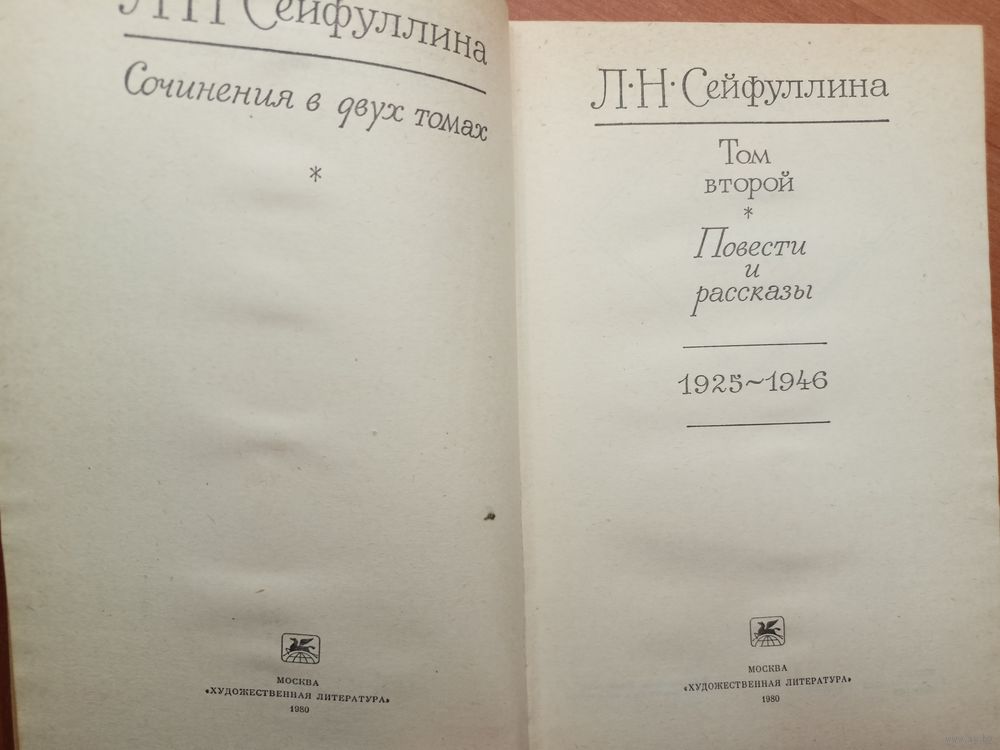 Л·Н·Сейфуллина
Сочинения в двух томах
*
МОСКВА
«ХУДОЖЕСТВЕННАЯ ЛИТЕРАТУРА»
1980
Л·Н·Сейфуллина
Том
второй
*
Повести
и
рассказы
1925~1946
МОСКВА
«ХУДОЖЕСТВЕННАЯ ЛИТЕРАТУРА»
1980